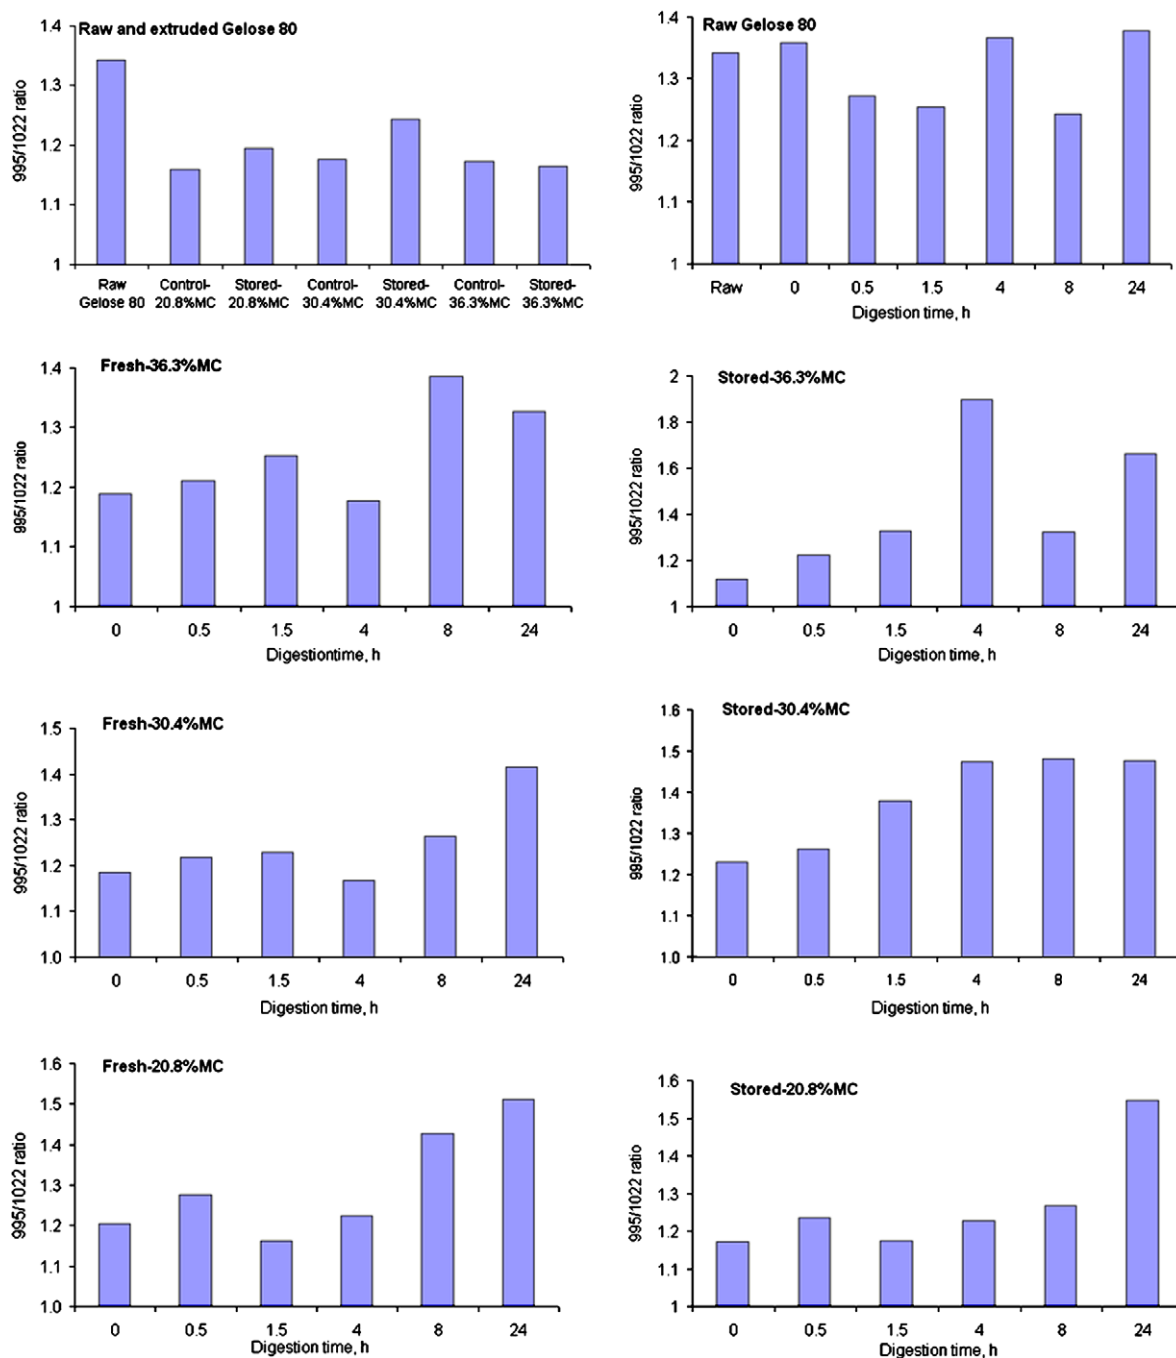 Raw and extruded Gelose 80
995/1022 ratio
1.4
1.3
1.2
1.1
1
Raw Control- Stored- Control- Stored- Control- Stored-
Gelose 80 20.8%MC 20.8%MC 30.4%MC 30.4%MC 36.3%MC 36.3%MC
Raw Gelose 80
995/1022 ratio
1.4
1.3
1.2
1.1
1
Raw 0 0.5 1.5 4 8 24
Digestion time, h
Fresh-36.3%MC
995/1022 ratio
1.4
1.3
1.2
1.1
1
0 0.5 1.5 4 8 24
Digestiontime, h
Stored-36.3%MC
995/1022 ratio
2
1.8
1.6
1.4
1.2
1
0 0.5 1.5 4 8 24
Digestion time, h
Fresh-30.4%MC
995/1022 ratio
1.5
1.4
1.3
1.2
1.1
1.0
0 0.5 1.5 4 8 24
Digestion time, h
Stored-30.4%MC
995/1022 ratio
1.6
1.5
1.4
1.3
1.2
1.1
1.0
0 0.5 1.5 4 8 24
Digestion time, h
Fresh-20.8%MC
995/1022 ratio
1.6
1.5
1.4
1.3
1.2
1.1
1.0
0 0.5 1.5 4 8 24
Digestion time, h
Stored-20.8%MC
995/1022 ratio
1.6
1.5
1.4
1.3
1.2
1.1
1
0 0.5 1.5 4 8 24
Digestion time, h